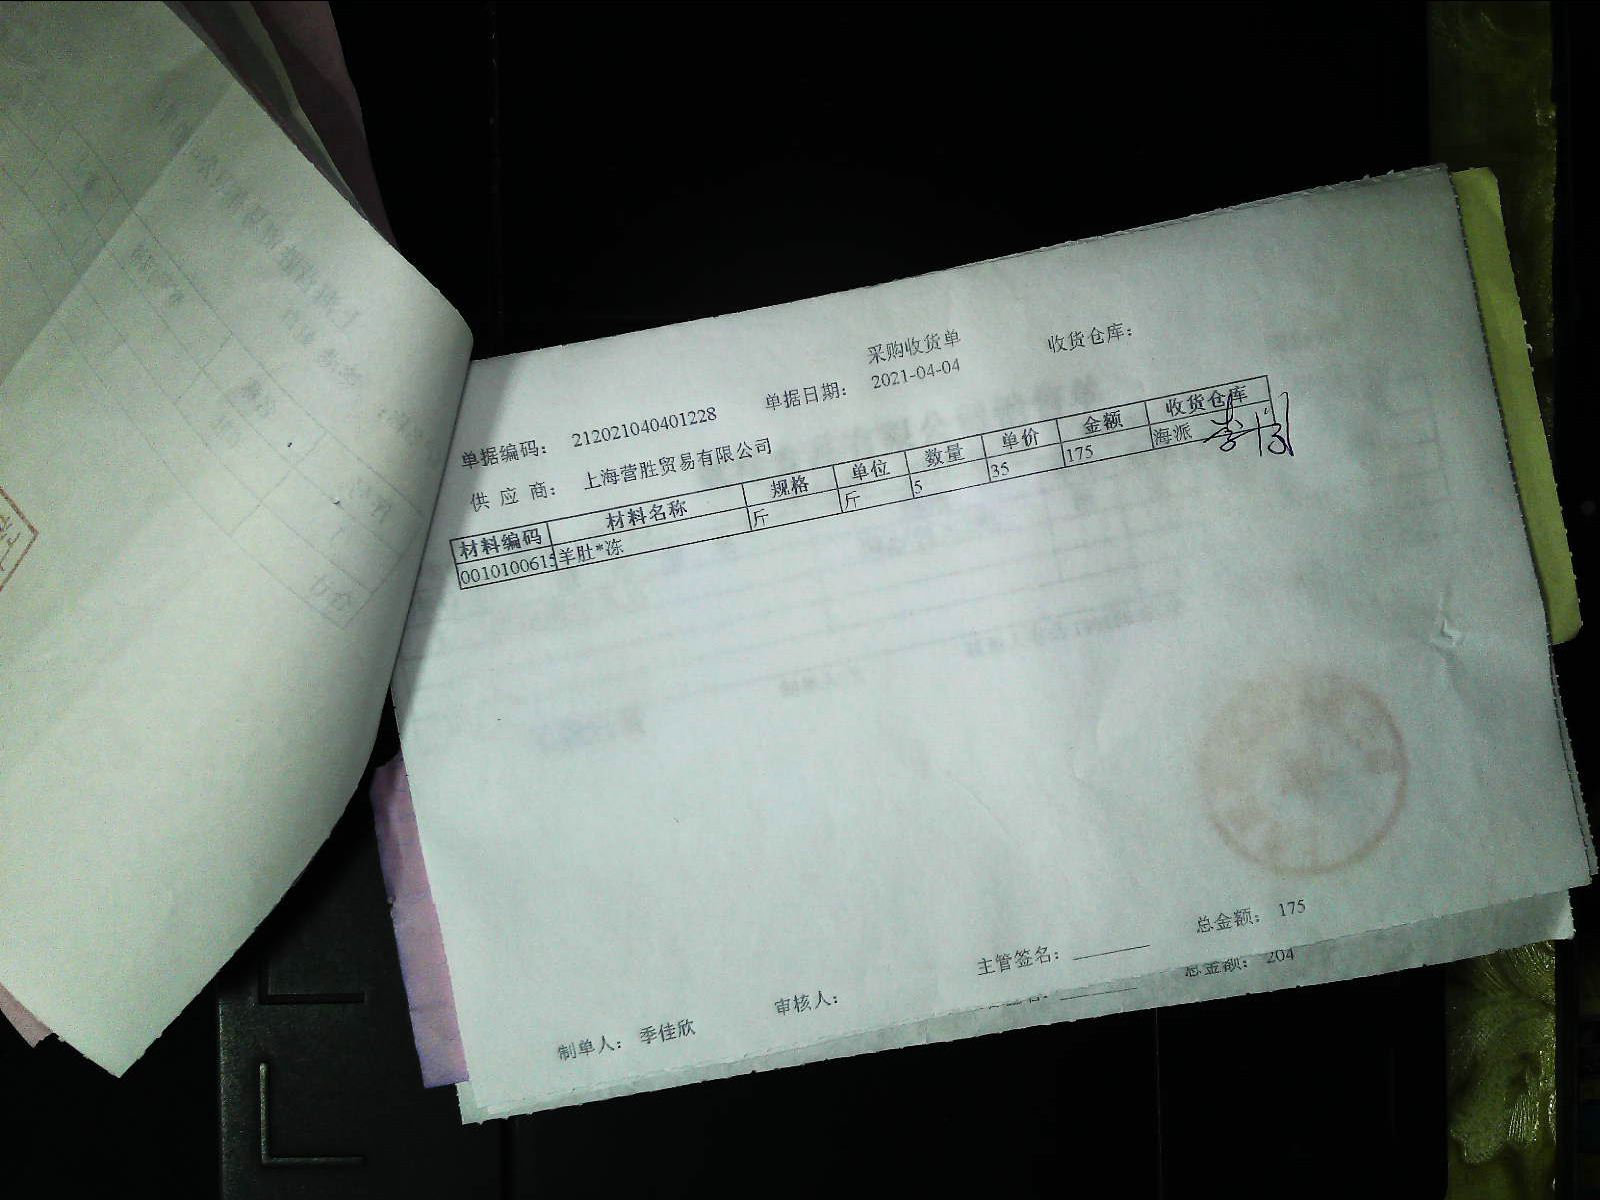 采购收货单
单据编码： 212021040401228 单据日期： 2021-04-04 收货仓库：
供 应 商： 上海营胜贸易有限公司
材料编码 材料名称 规格 单位 数量 单价 金额 收货仓库
0010100615 羊肚*冻 斤 斤 5 35 175 海派
制单人： 季佳欣 审核人： 主管签名： 总金额： 175
总金额： 204